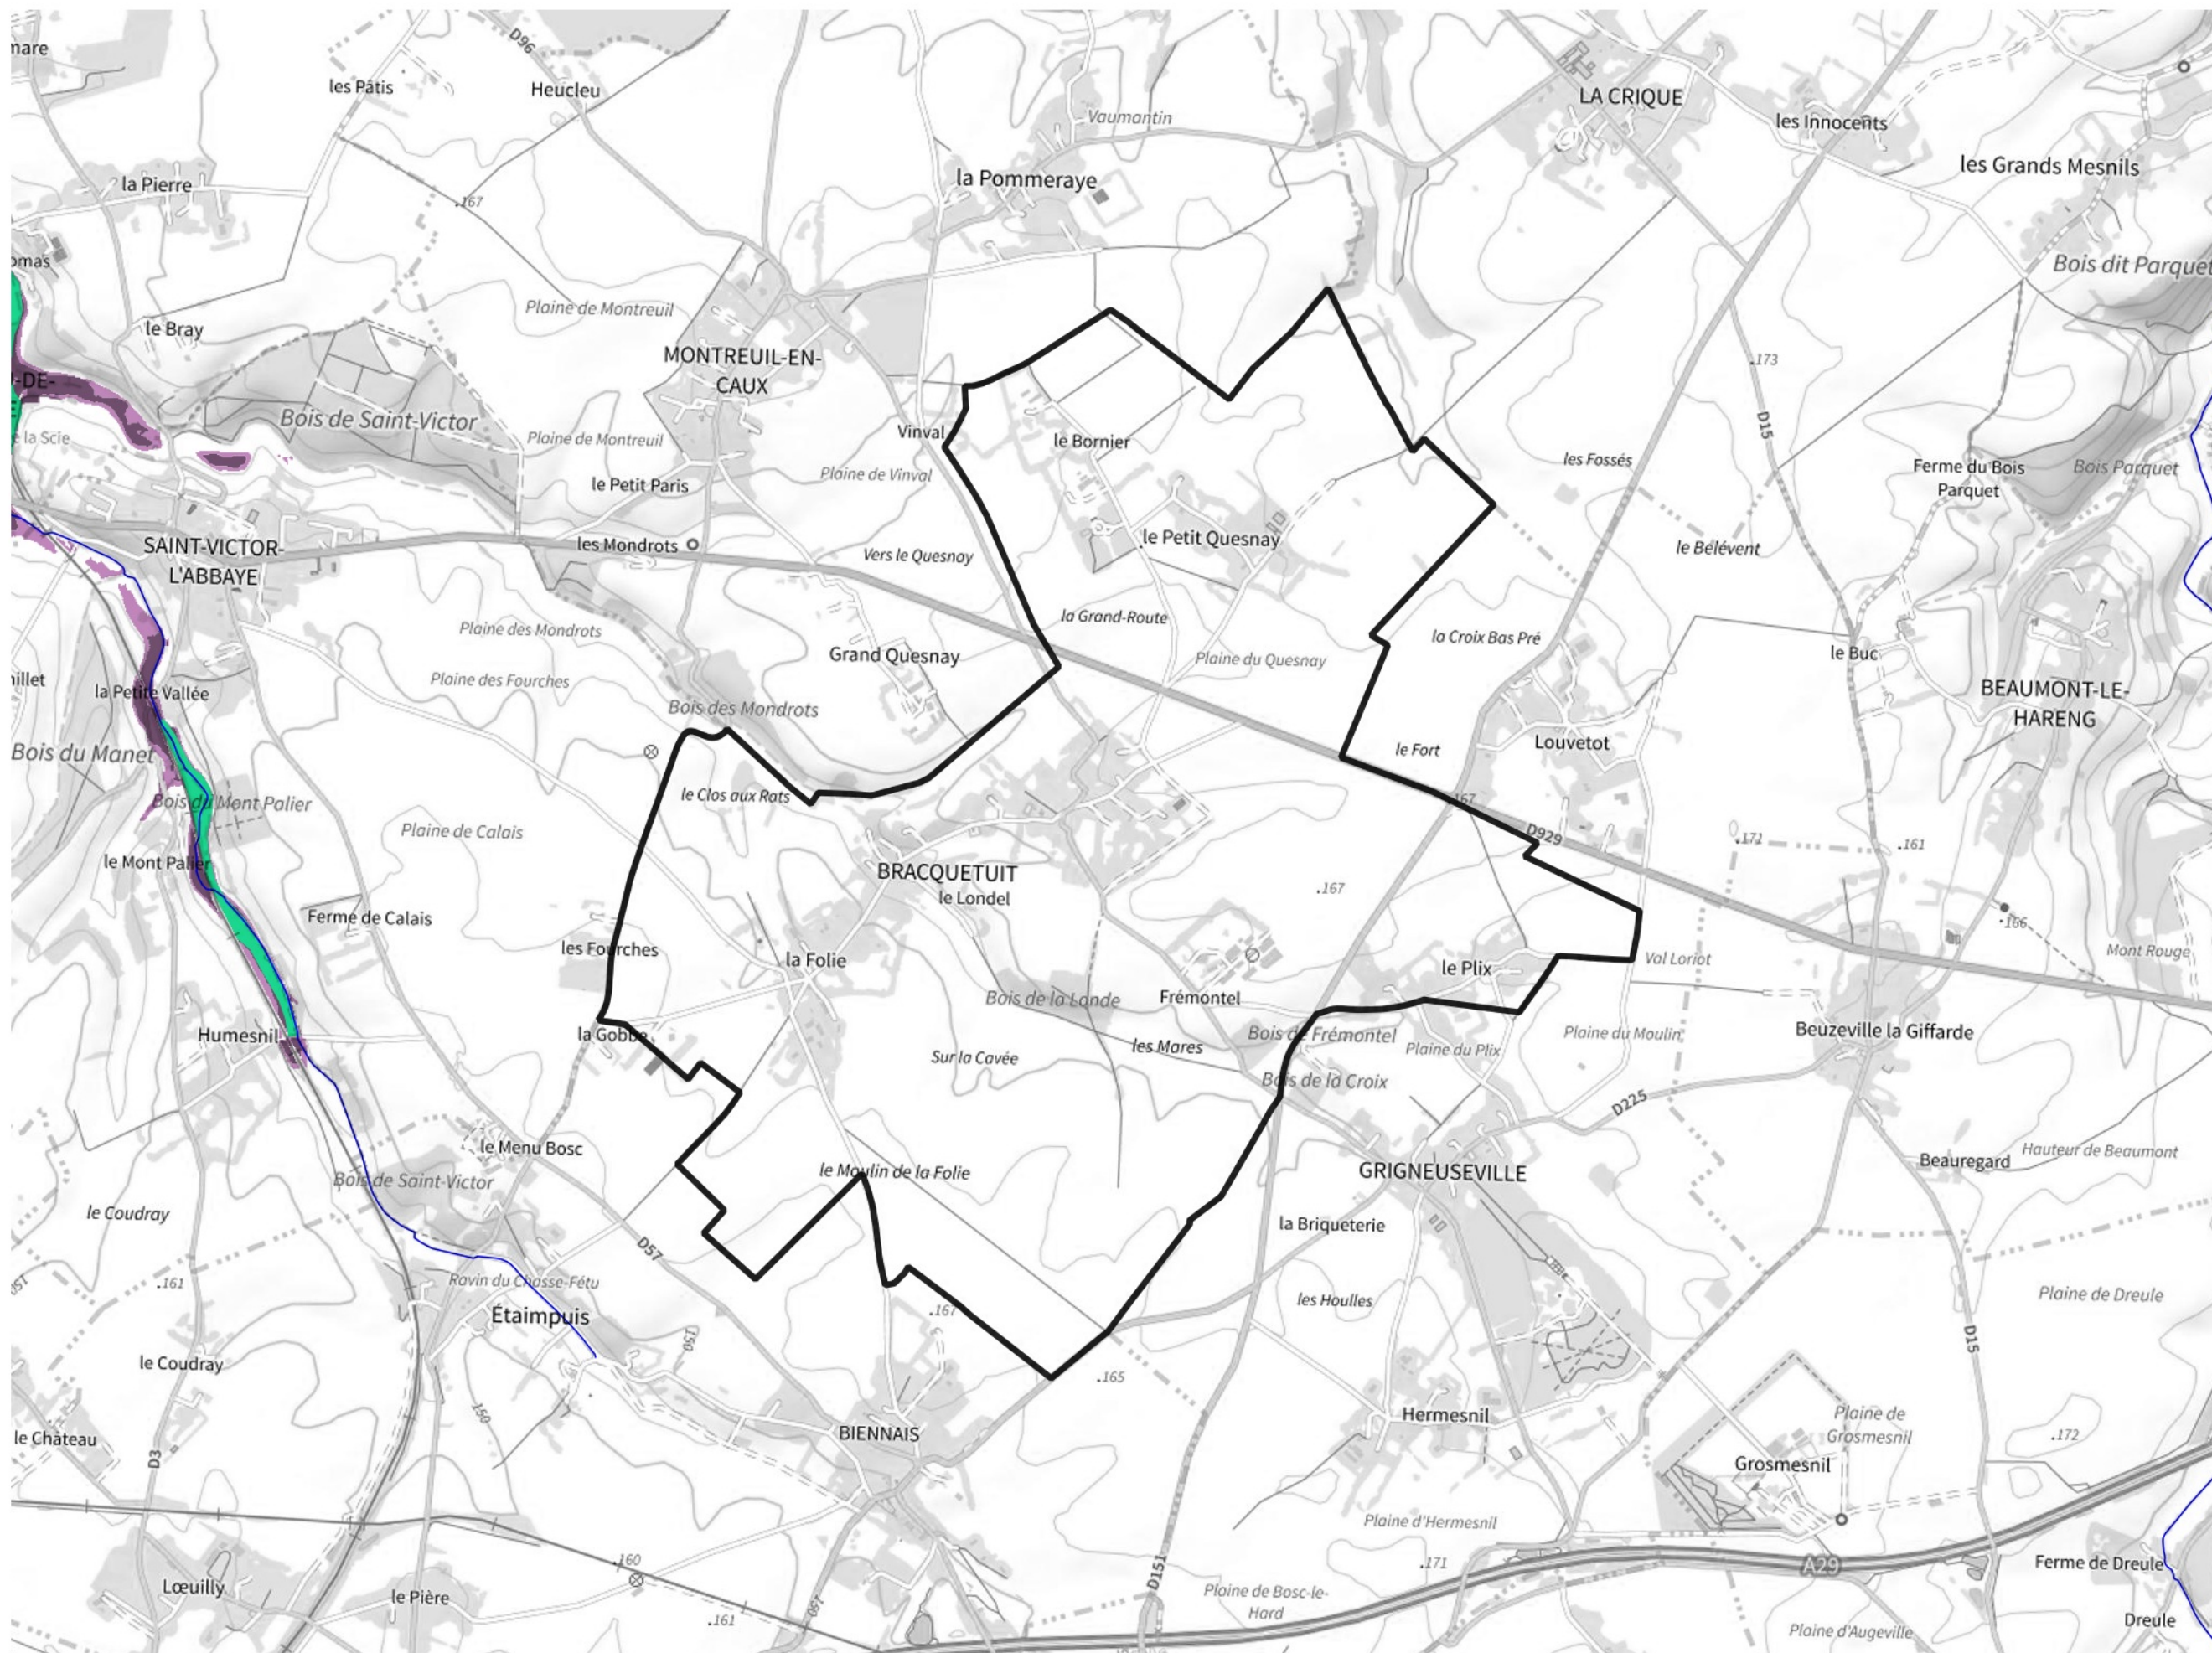 mare
D96
les Pâtis
Heucleu
LA CRIQUE
Vaumantin
les Innocents
les Grands Mesnils
la Pierre
la Pommeraye
.167
omas
Bois dit Parquet
Plaine de Montreuil
le Bray
MONTREUIL-EN-
CAUX
.173
-DE-
Bois de Saint-Victor
D15
Vinval
le Bornier
e la Scie
Plaine de Montreuil
les Fossés
Ferme du Bois
Parquet
Bois Parquet
Plaine de Vinval
le Petit Paris
le Petit Quesnay
les Mondrots
SAINT-VICTOR-
L'ABBAYE
Vers le Quesnay
le Bélévent
la Grand-Route
Plaine des Mondrots
la Croix Bas Pré
Grand Quesnay
Plaine du Quesnay
le Buc
illet
Plaine des Fourches
la Petite Vallée
BEAUMONT-LE-
HARENG
Bois des Mondrots
Louvetot
le Fort
Bois du Manet
le Clos aux Rats
167
Bois du Mont Palier
Plaine de Calais
D929
.171
.161
le Mont Palier
BRACQUETUIT
le Londel
.167
Ferme de Calais
.166
les Fourches
la Folie
le Plix
Val Loriot
Mont Rouge
Bois de la Lande
Frémontel
Humesnil
la Gobbe
Bois de Frémontel
Plaine du Moulin
Beuzeville la Giffarde
les Mares
Plaine du Plix
Sur la Cavée
Bois de la Croix
D225
le Menu Bosc
Hauteur de Beaumont
Beauregard
le Moulin de la Folie
GRIGNEUSEVILLE
Bois de Saint-Victor
le Coudray
la Briqueterie
D57
Ravin du Chasse-Fétu
150
.161
Plaine de Dreule
les Houlles
.167
Étaimpuis
150
D15
le Coudray
.165
150
Hermesnil
Plaine de
Grosmesnil
BIENNAIS
.172
le Château
D3
Grosmesnil
Plaine d'Hermesnil
.160
.171
A29
Ferme de Dreule
D151
Lœuilly
le Pière
Plaine de Bosc-le-
Hard
150
.161
Dreule
Plaine d'Augeville